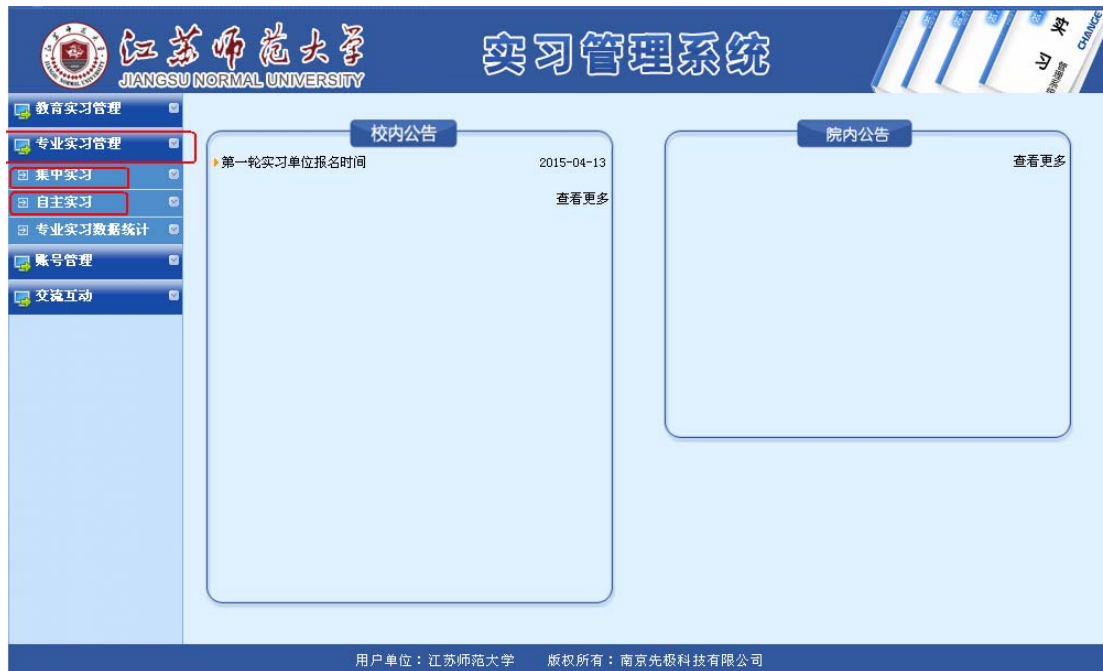 江苏师范大学
JIANGSU NORMAL UNIVERSITY
实习管理系统
实习
CHANGE
教育实习管理
专业实习管理
集中实习
自主实习
专业实习数据统计
账号管理
交流互动
校内公告
第一轮实习单位报名时间 2015-04-13
查看更多
院内公告
查看更多
用户单位：江苏师范大学 版权所有：南京先极科技有限公司